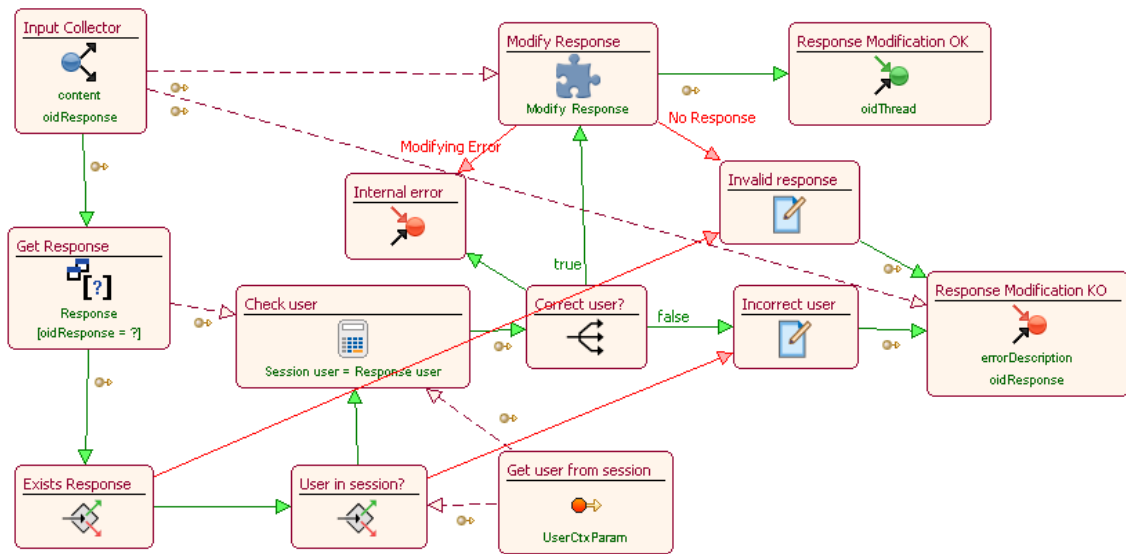 Input Collector
content
oidResponse
Modify Response
Modify Response
Response Modification OK
oidThread
No Response
Modifying Error
Internal error
Invalid response
Get Response
Response
[oidResponse = ?]
true
Check user
Session user = Response user
Correct user?
false
Incorrect user
Response Modification KO
errorDescription
oidResponse
Exists Response
User in session?
Get user from session
UserCtxParam
[?]